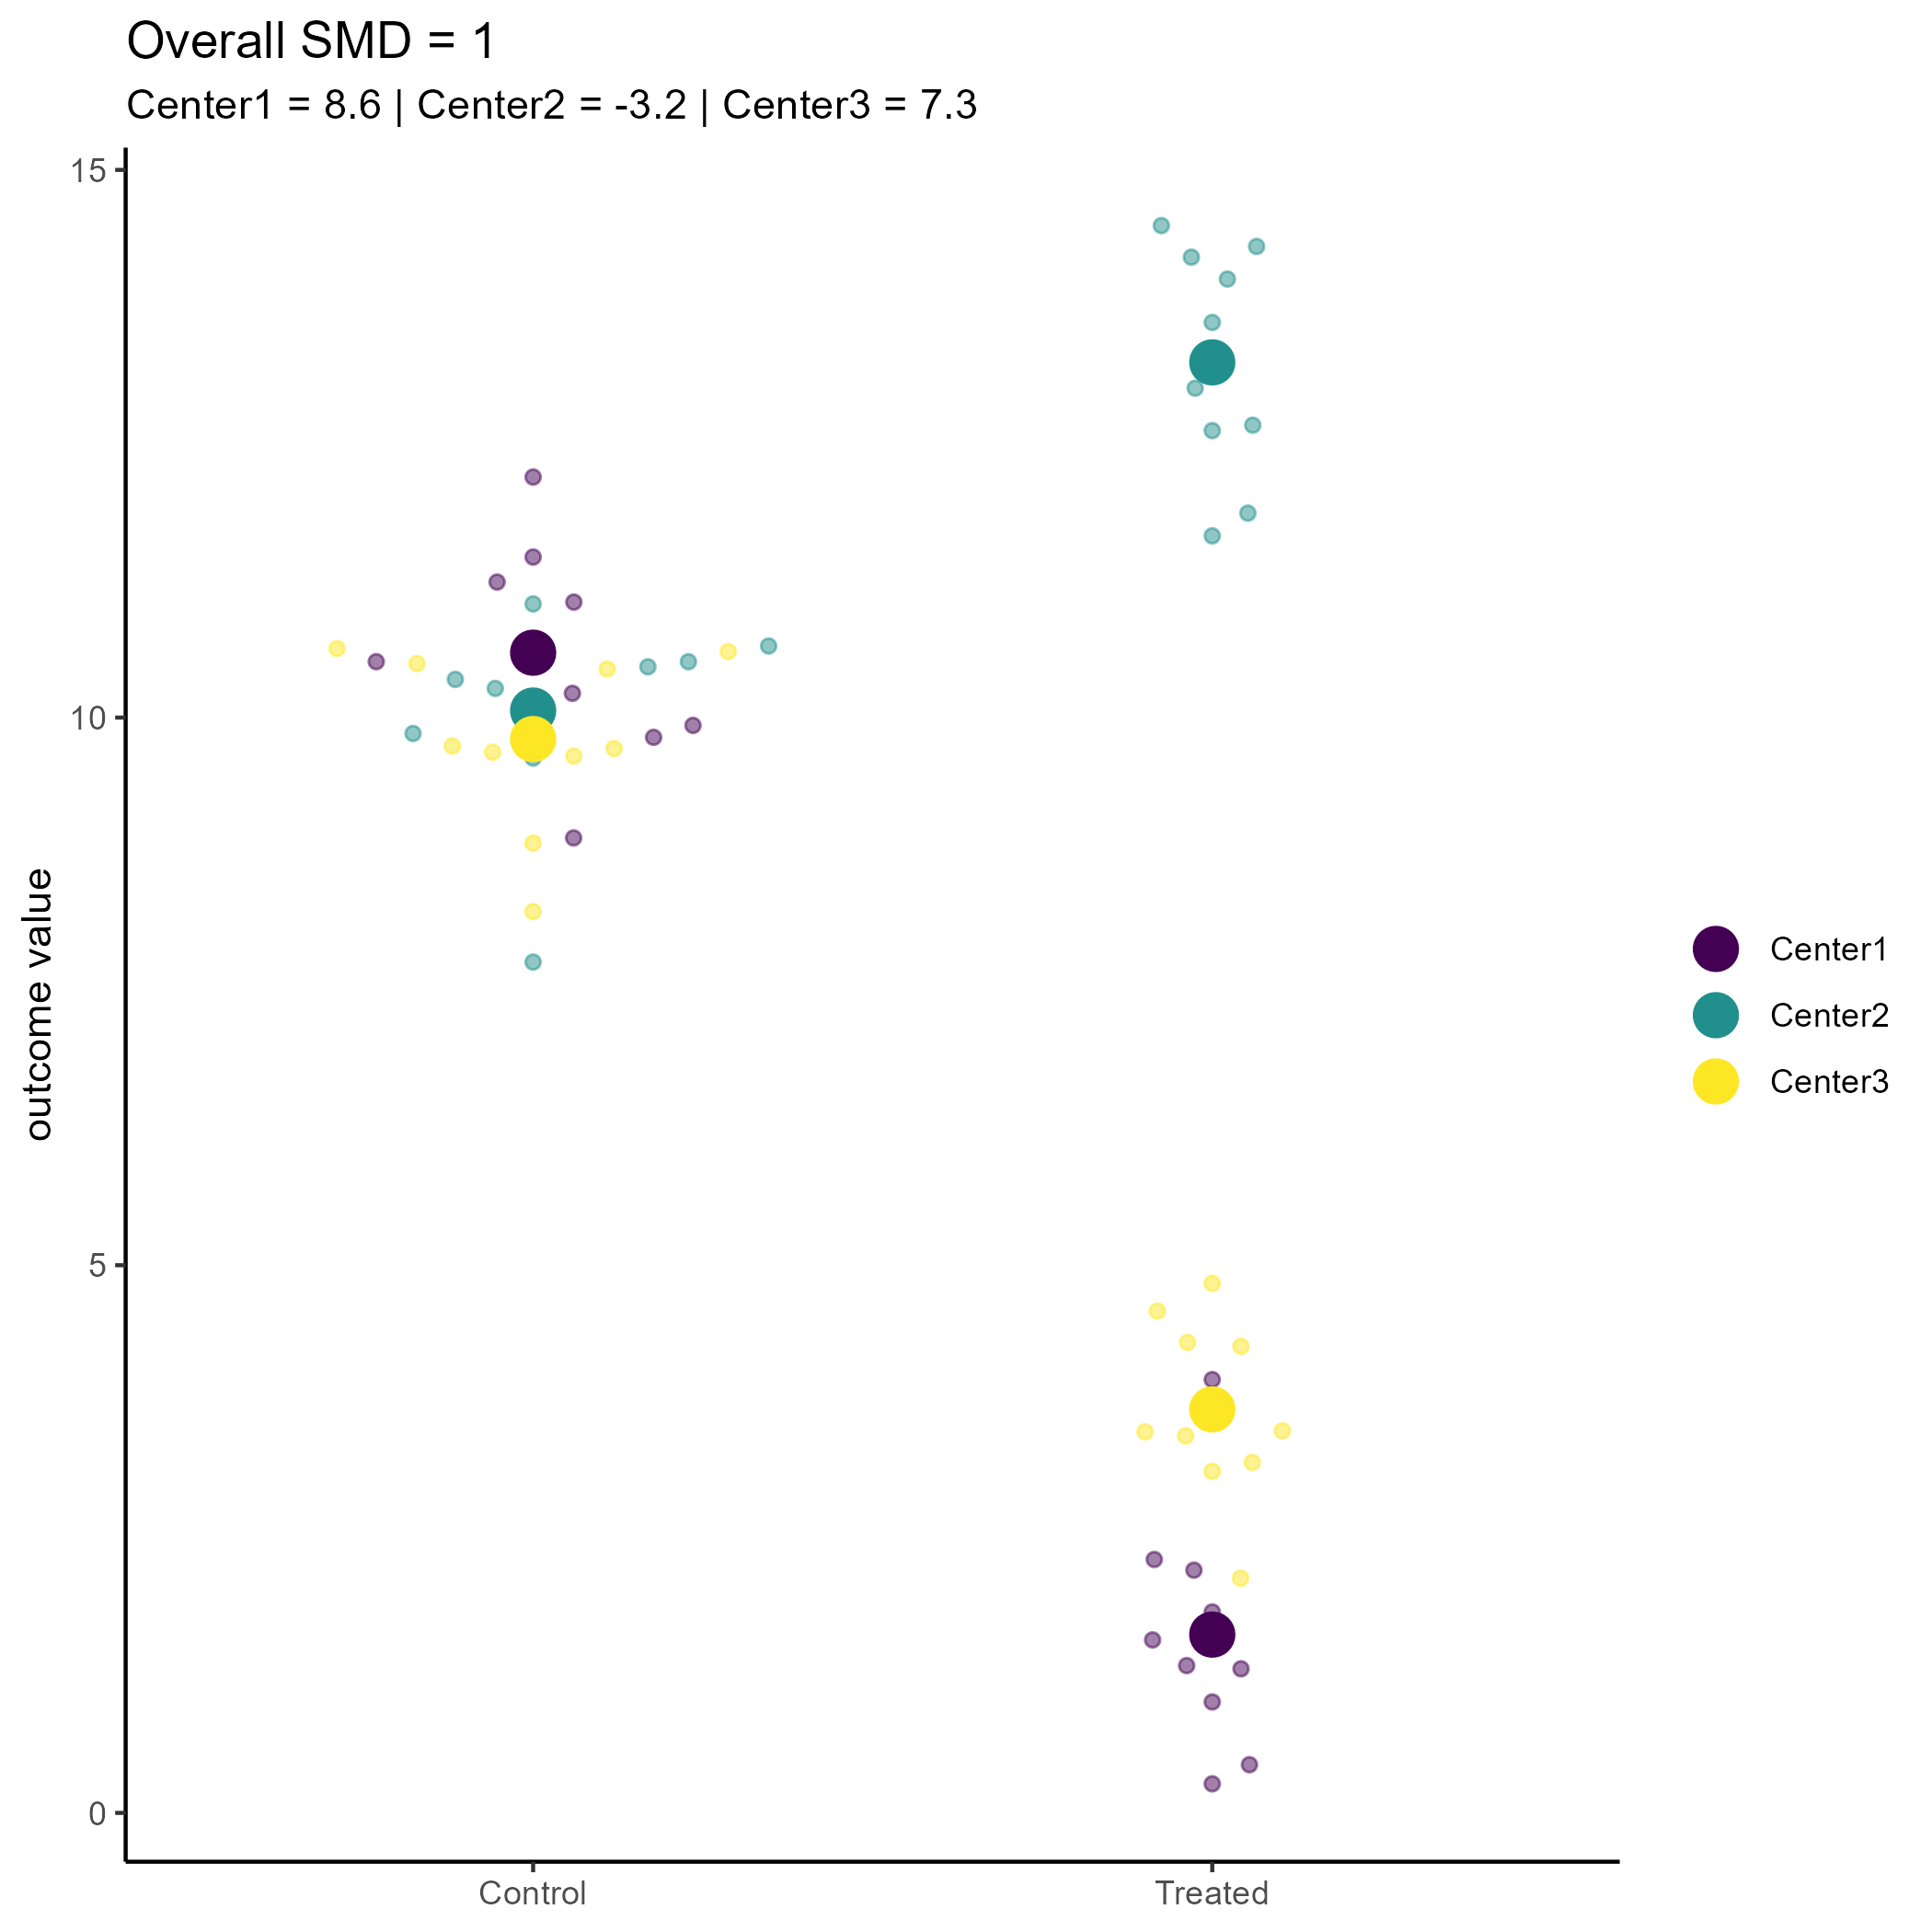 Overall SMD = 1
Center1 = 8.6 | Center2 = -3.2 | Center3 = 7.3
15
10
5
0
outcome value
Control
Treated
Center1
Center2
Center3